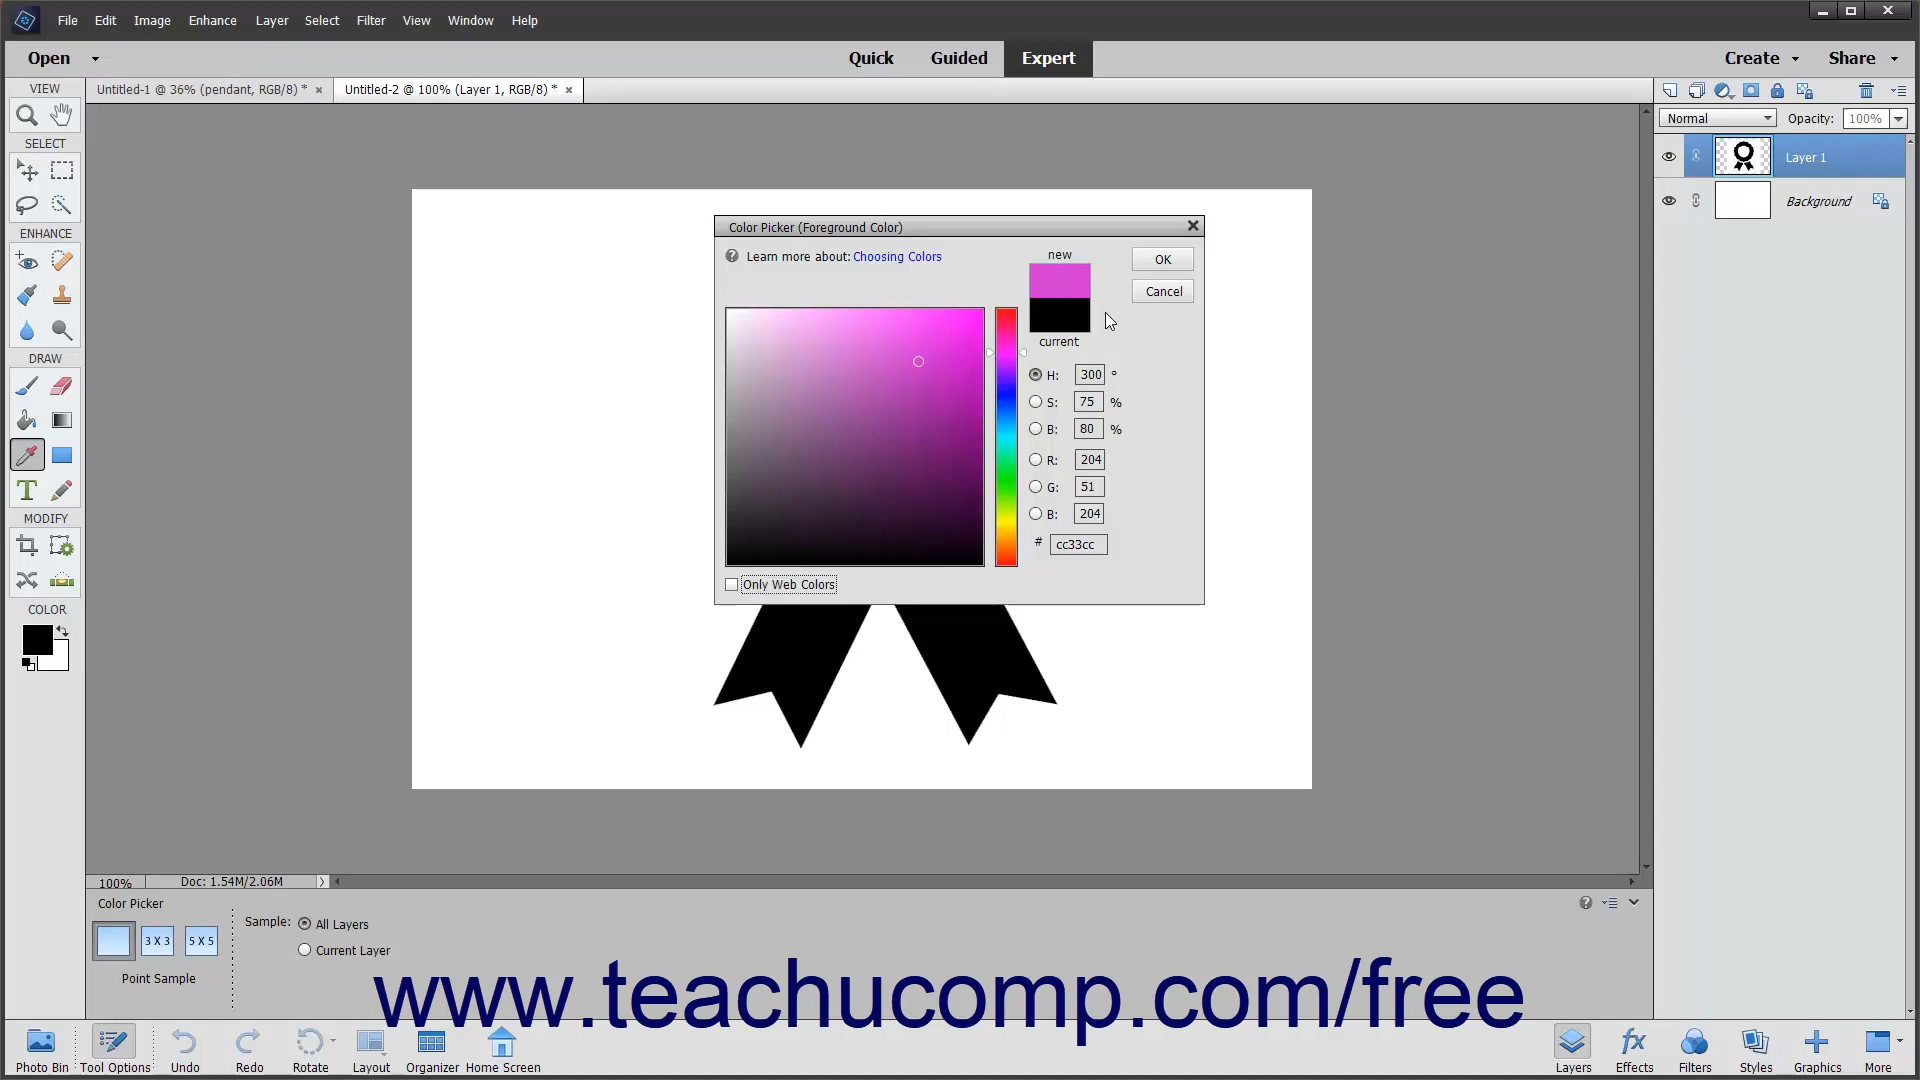 File Edit Image Enhance Layer Select Filter View Window Help
Open Quick Guided Expert Create Share
VIEW Untitled-1 @ 36% (pendant, RGB/8) * × Untitled-2 @ 100% (Layer 1, RGB/8) * ×
Normal Opacity: 100%
SELECT
Layer 1
Background
ENHANCE
Color Picker (Foreground Color)
Learn more about: Choosing Colors
new
OK
Cancel
current
DRAW
H: 300 °
S: 75 %
B: 80 %
R: 204
G: 51
B: 204
# cc33cc
T
MODIFY
Only Web Colors
COLOR
100% Doc: 1.54M/2.06M
Color Picker
Sample: All Layers
3 X 3 5 X 5
Current Layer
Point Sample
www.teachucomp.com/free
fx
Photo Bin Tool Options Undo Redo Rotate Layout Organizer Home Screen Layers Effects Filters Styles Graphics More